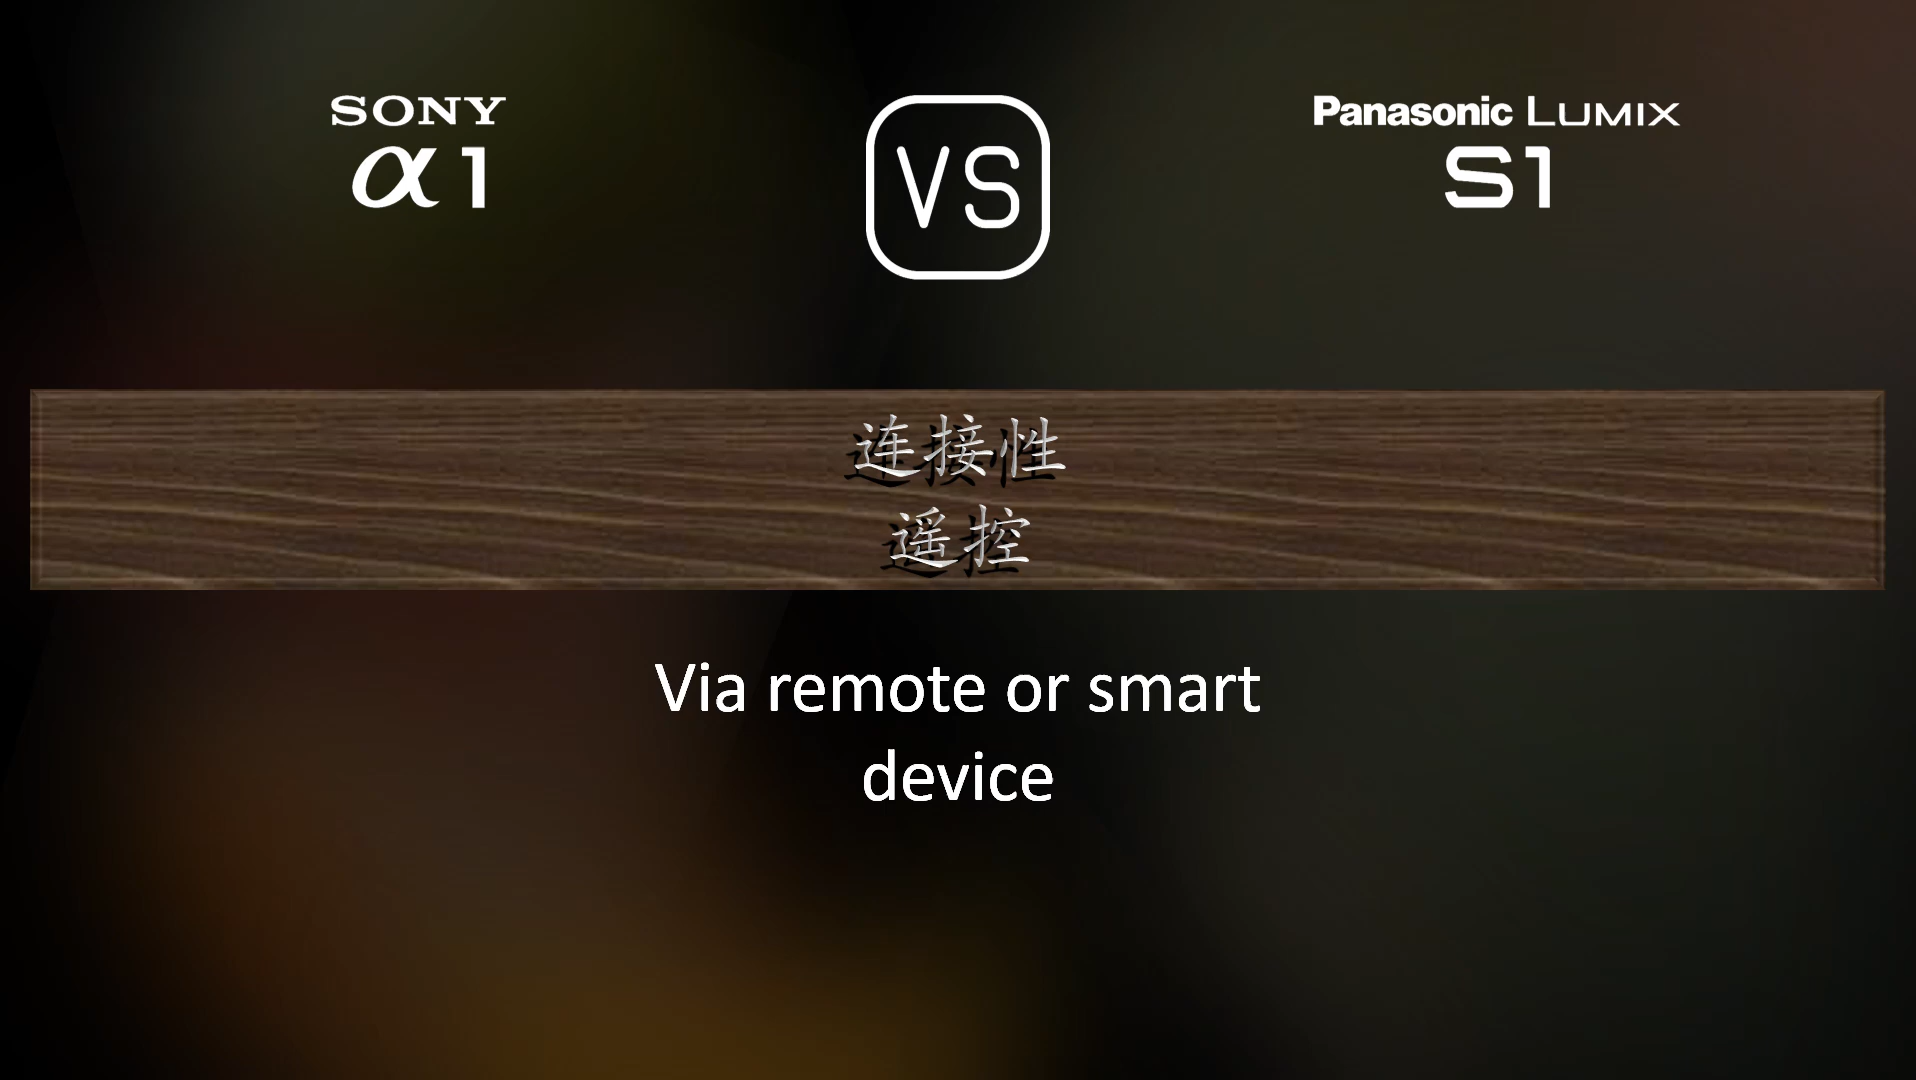 SONY
α1
VS
Panasonic LUMIX
S1
连接性
遥控
Via remote or smart
device